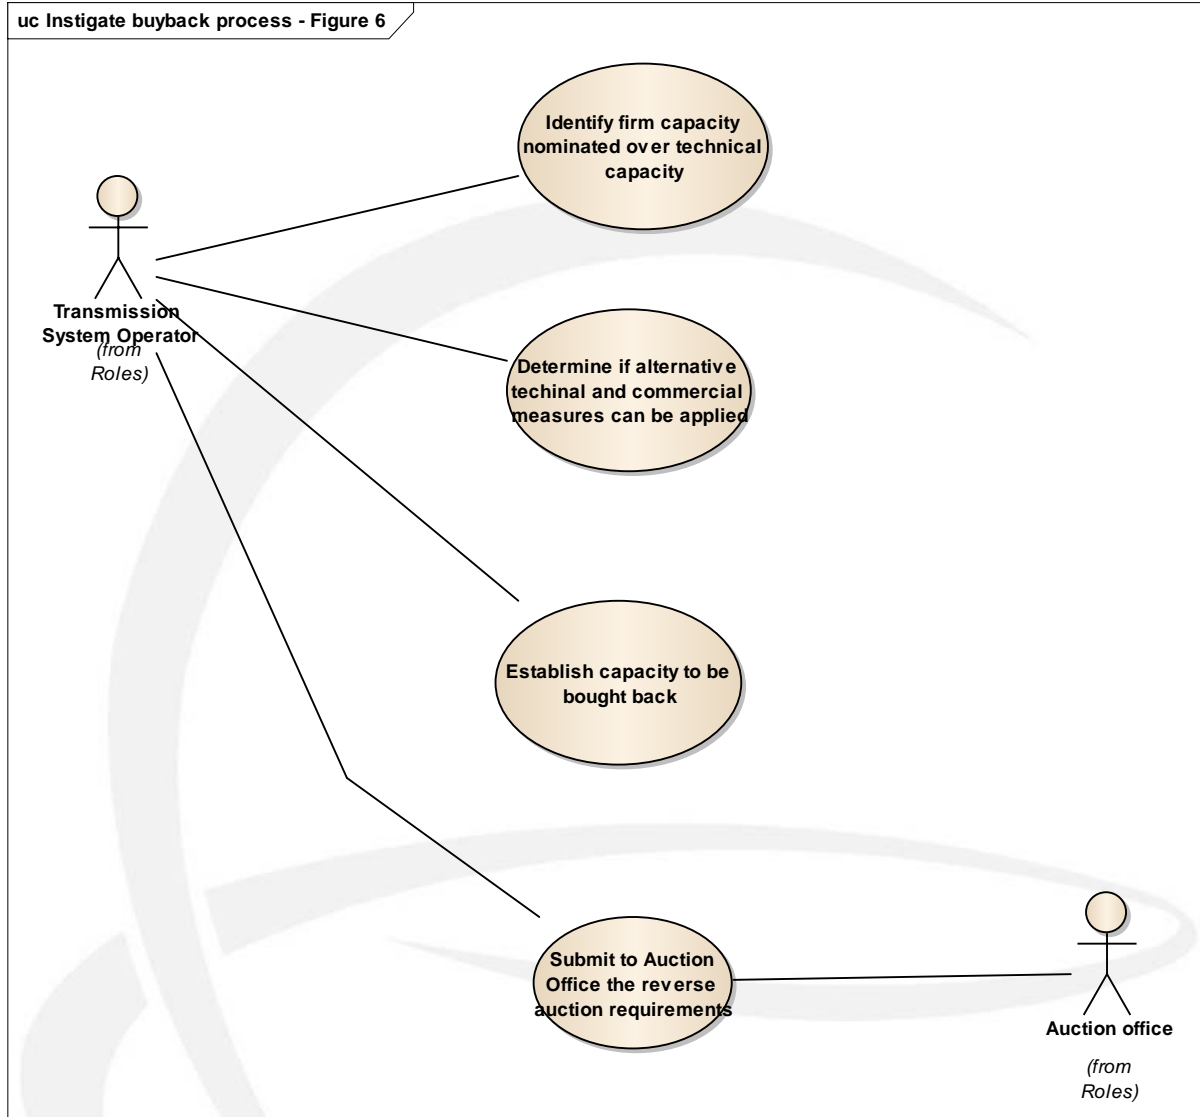 uc Instigate buyback process - Figure 6
Identify firm capacity
nominated over technical
capacity
Transmission
System Operator
(from
Roles)
Determine if alternative
techinal and commercial
measures can be applied
Establish capacity to be
bought back
Submit to Auction
Office the reverse
auction requirements
Auction office
(from
Roles)